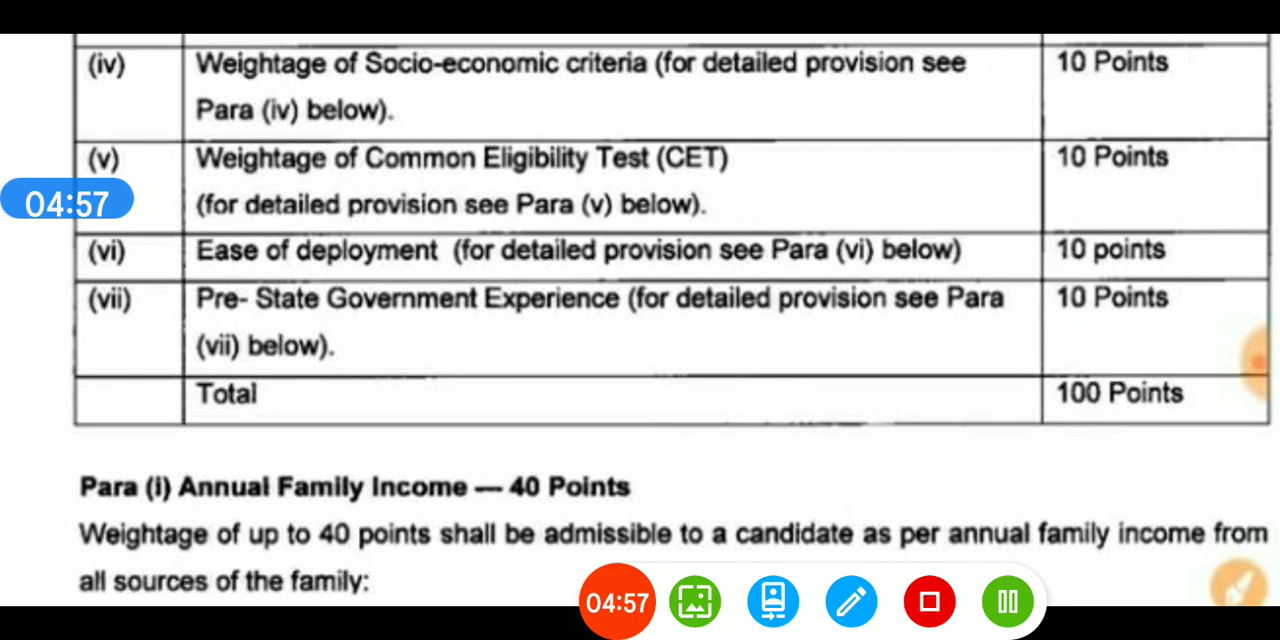 (iv) Weightage of Socio-economic criteria (for detailed provision see 10 Points
Para (iv) below).
(v) Weightage of Common Eligibility Test (CET) 10 Points
04:57 (for detailed provision see Para (v) below).
(vi) Ease of deployment (for detailed provision see Para (vi) below) 10 points
(vii) Pre- State Government Experience (for detailed provision see Para 10 Points
(vii) below).
Total 100 Points
Para (i) Annual Family Income — 40 Points
Weightage of up to 40 points shall be admissible to a candidate as per annual family income from
all sources of the family:
04:57